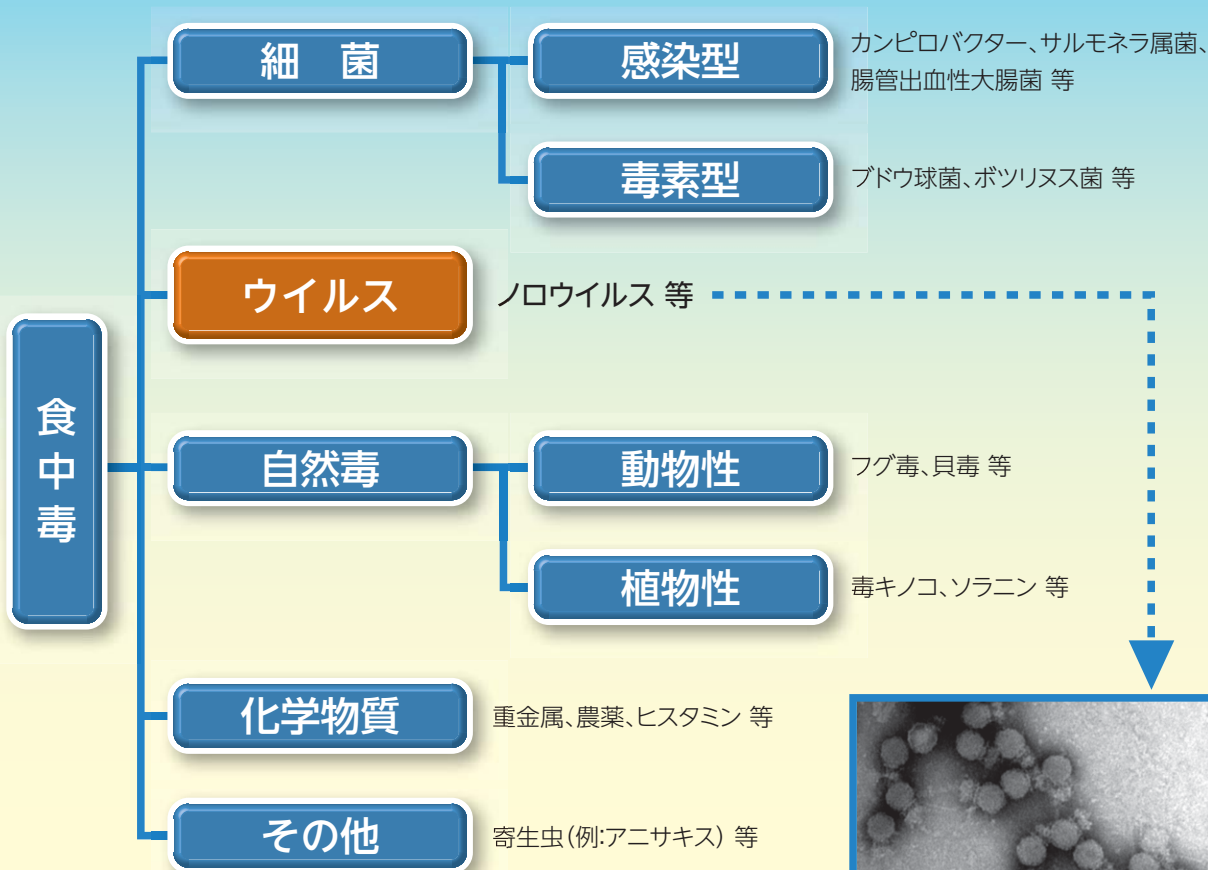 食中毒
細　菌
感染型
カンピロバクター、サルモネラ属菌、
腸管出血性大腸菌 等
毒素型
ブドウ球菌、ボツリヌス菌 等
ウイルス
ノロウイルス 等
自然毒
動物性
フグ毒、貝毒 等
植物性
毒キノコ、ソラニン 等
化学物質
重金属、農薬、ヒスタミン 等
その他
寄生虫(例:アニサキス) 等